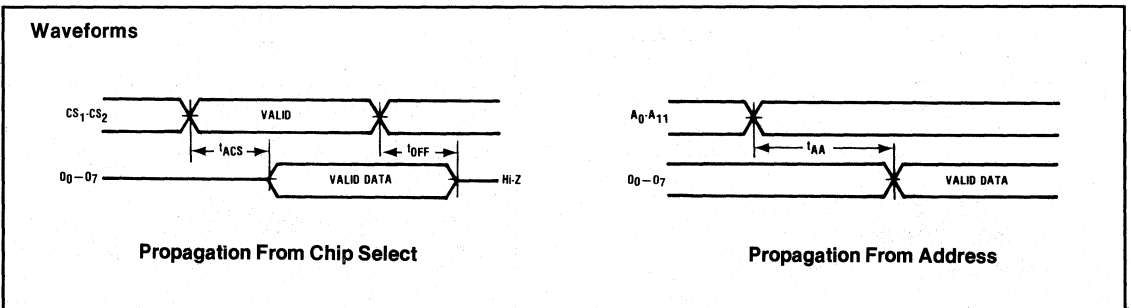 Waveforms
CS₁-CS₂
VALID
tACS
tOFF
O₀–O₇
VALID DATA
Hi-Z
Propagation From Chip Select
A₀-A₁₁
tAA
O₀–O₇
VALID DATA
Propagation From Address